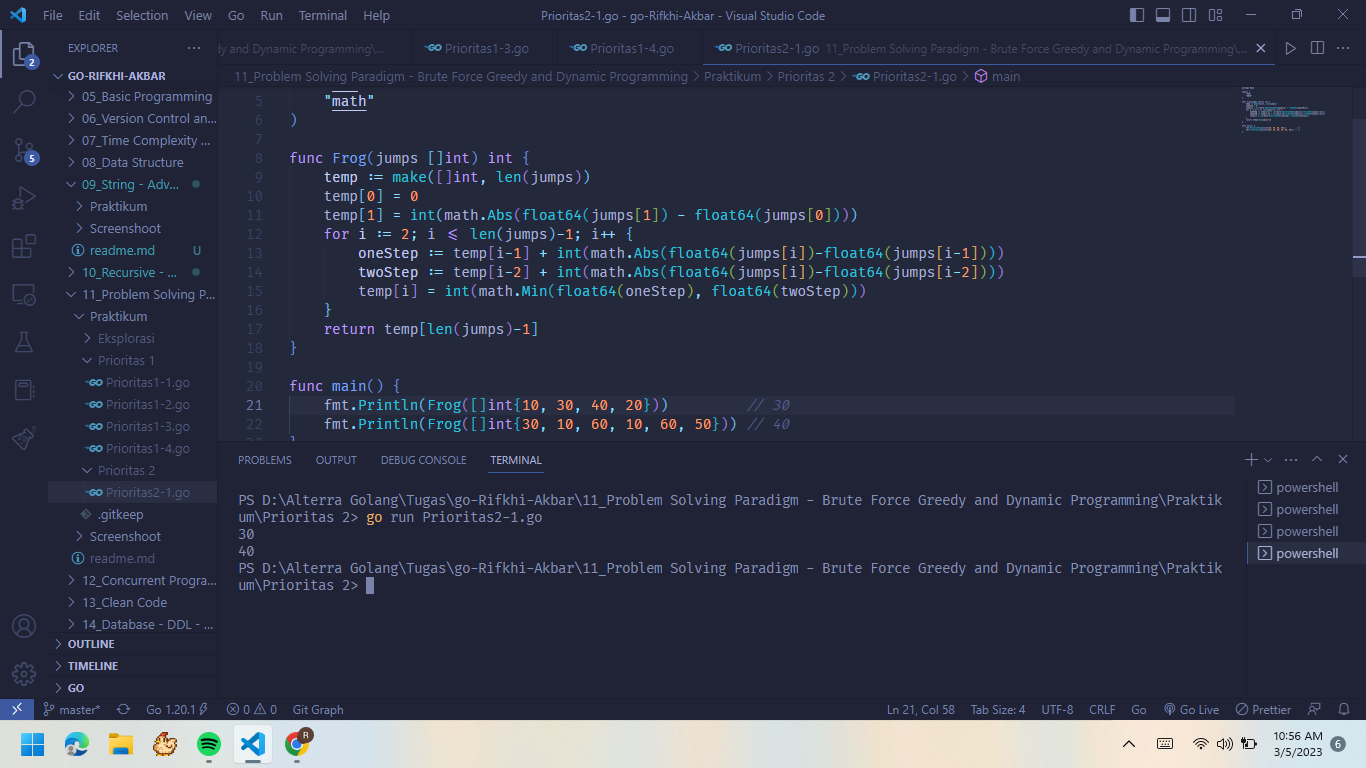 File Edit Selection View Go Run Terminal Help Prioritas2-1.go - go-Rifkhi-Akbar - Visual Studio Code
EXPLORER
GO-RIFKHI-AKBAR
05_Basic Programming
06_Version Control an...
07_Time Complexity ...
08_Data Structure
09_String - Adv...
Praktikum
Screenshoot
readme.md U
10_Recursive - ...
11_Problem Solving P...
Praktikum
Eksplorasi
Prioritas 1
Prioritas1-1.go
Prioritas1-2.go
Prioritas1-3.go
Prioritas1-4.go
Prioritas 2
Prioritas2-1.go
.gitkeep
Screenshoot
readme.md
12_Concurrent Progra...
13_Clean Code
14_Database - DDL - ...
OUTLINE
TIMELINE
GO
2
5
dy and Dynamic Programming\... Prioritas1-3.go Prioritas1-4.go Prioritas2-1.go 11_Problem Solving Paradigm - Brute Force Greedy and Dynamic Programming\...
11_Problem Solving Paradigm - Brute Force Greedy and Dynamic Programming > Praktikum > Prioritas 2 > Prioritas2-1.go > main
5 "math"
6 )
7
8 func Frog(jumps []int) int {
9 temp := make([]int, len(jumps))
10 temp[0] = 0
11 temp[1] = int(math.Abs(float64(jumps[1]) - float64(jumps[0])))
12 for i := 2; i <= len(jumps)-1; i++ {
13 oneStep := temp[i-1] + int(math.Abs(float64(jumps[i])-float64(jumps[i-1])))
14 twoStep := temp[i-2] + int(math.Abs(float64(jumps[i])-float64(jumps[i-2])))
15 temp[i] = int(math.Min(float64(oneStep), float64(twoStep)))
16 }
17 return temp[len(jumps)-1]
18 }
19
20 func main() {
21 fmt.Println(Frog([]int{10, 30, 40, 20})) // 30
22 fmt.Println(Frog([]int{30, 10, 60, 10, 60, 50})) // 40
PROBLEMS OUTPUT DEBUG CONSOLE TERMINAL
PS D:\Alterra Golang\Tugas\go-Rifkhi-Akbar\11_Problem Solving Paradigm - Brute Force Greedy and Dynamic Programming\Praktik
um\Prioritas 2> go run Prioritas2-1.go
30
40
PS D:\Alterra Golang\Tugas\go-Rifkhi-Akbar\11_Problem Solving Paradigm - Brute Force Greedy and Dynamic Programming\Praktik
um\Prioritas 2>
powershell
powershell
powershell
powershell
master* Go 1.20.1 0 0 Git Graph Ln 21, Col 58 Tab Size: 4 UTF-8 CRLF Go Go Live Prettier
R
10:56 AM
3/5/2023
6